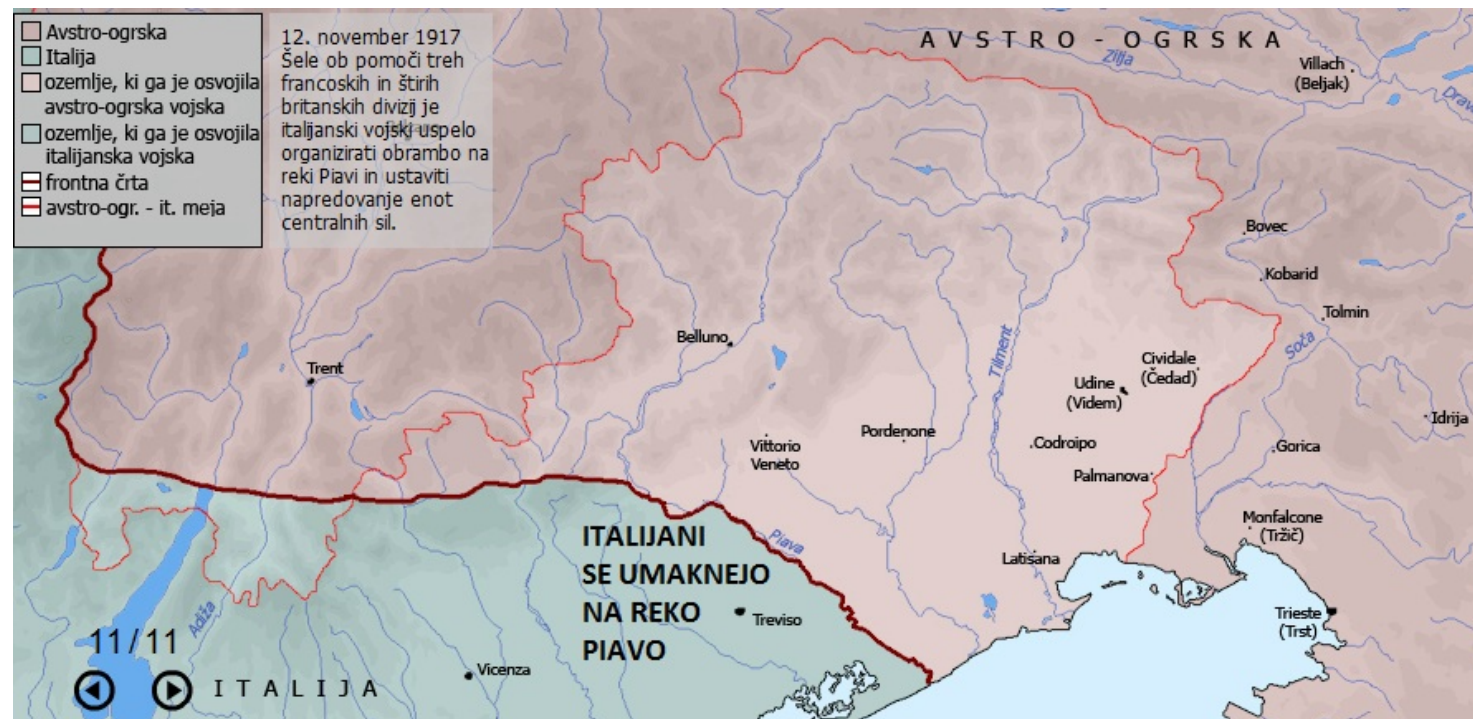 Avstro-ogrska
Italija
ozemlje, ki ga je osvojila
avstro-ogrska vojska
ozemlje, ki ga je osvojila
italijanska vojska
frontna črta
avstro-ogr. - it. meja
12. november 1917
Šele ob pomoči treh
francoskih in štirih
britanskih divizij je
italijanski vojski uspelo
organizirati obrambo na
reki Piavi in ustaviti
napredovanje enot
centralnih sil.
AVSTRO-OGRSKA
Zilja
Villach
(Beljak)
Drava
Bovec
Kobarid
Tolmin
Soča
Belluno
Trent
Tilment
Cividale
(Čedad)
Udine
(Videm)
Idrija
Pordenone
Vittorio
Veneto
Codroipo
Gorica
Palmanova
Monfalcone
(Tržič)
Piava
Latisana
ITALIJANI
SE UMAKNEJO
NA REKO
PIAVO
Treviso
Trieste
(Trst)
Adiža
11/11
Vicenza
ITALIJA